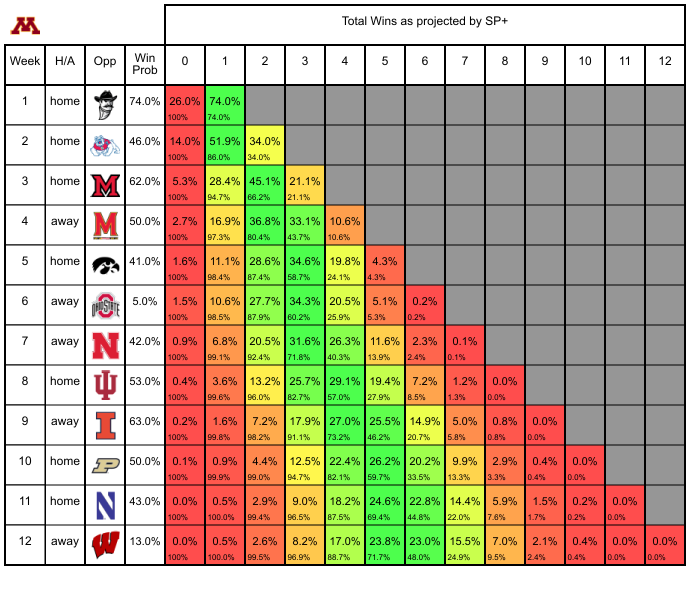 M
Total Wins as projected by SP+
Week H/A Opp Win Prob 0 1 2 3 4 5 6 7 8 9 10 11 12
1 home 74.0% 26.0% 74.0%
100% 74.0%
2 home 46.0% 14.0% 51.9% 34.0%
100% 86.0% 34.0%
3 home M 62.0% 5.3% 28.4% 45.1% 21.1%
100% 94.7% 66.2% 21.1%
4 away M 50.0% 2.7% 16.9% 36.8% 33.1% 10.6%
100% 97.3% 80.4% 43.7% 10.6%
5 home 41.0% 1.6% 11.1% 28.6% 34.6% 19.8% 4.3%
100% 98.4% 87.4% 58.7% 24.1% 4.3%
6 away OHIO STATE 5.0% 1.5% 10.6% 27.7% 34.3% 20.5% 5.1% 0.2%
100% 98.5% 87.9% 60.2% 25.9% 5.3% 0.2%
7 away N 42.0% 0.9% 6.8% 20.5% 31.6% 26.3% 11.6% 2.3% 0.1%
100% 99.1% 92.4% 71.8% 40.3% 13.9% 2.4% 0.1%
8 home IU 53.0% 0.4% 3.6% 13.2% 25.7% 29.1% 19.4% 7.2% 1.2% 0.0%
100% 99.6% 96.0% 82.7% 57.0% 27.9% 8.5% 1.3% 0.0%
9 away I 63.0% 0.2% 1.6% 7.2% 17.9% 27.0% 25.5% 14.9% 5.0% 0.8% 0.0%
100% 99.8% 98.2% 91.1% 73.2% 46.2% 20.7% 5.8% 0.8% 0.0%
10 home P 50.0% 0.1% 0.9% 4.4% 12.5% 22.4% 26.2% 20.2% 9.9% 2.9% 0.4% 0.0%
100% 99.9% 99.0% 94.7% 82.1% 59.7% 33.5% 13.3% 3.3% 0.4% 0.0%
11 home N 43.0% 0.0% 0.5% 2.9% 9.0% 18.2% 24.6% 22.8% 14.4% 5.9% 1.5% 0.2% 0.0%
100% 100.0% 99.4% 96.5% 87.5% 69.4% 44.8% 22.0% 7.6% 1.7% 0.2% 0.0%
12 away W 13.0% 0.0% 0.5% 2.6% 8.2% 17.0% 23.8% 23.0% 15.5% 7.0% 2.1% 0.4% 0.0% 0.0%
100% 100.0% 99.5% 96.9% 88.7% 71.7% 48.0% 24.9% 9.5% 2.4% 0.4% 0.0% 0.0%